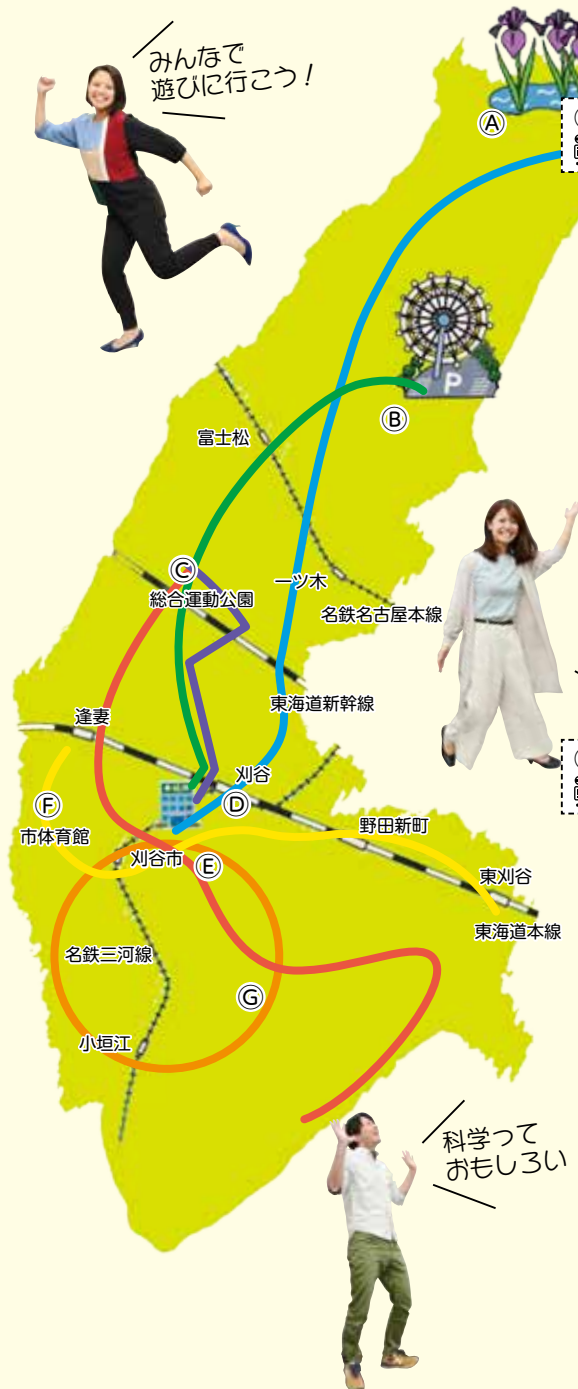 みんなで
遊びに行こう！
Ⓐ
P
Ⓑ
富士松
Ⓒ
総合運動公園
一ツ木
名鉄名古屋本線
東海道新幹線
逢妻
刈谷
Ⓓ
Ⓕ
市体育館
野田新町
刈谷市
Ⓔ
東刈谷
東海道本線
名鉄三河線
Ⓖ
小垣江
科学って
おもしろい